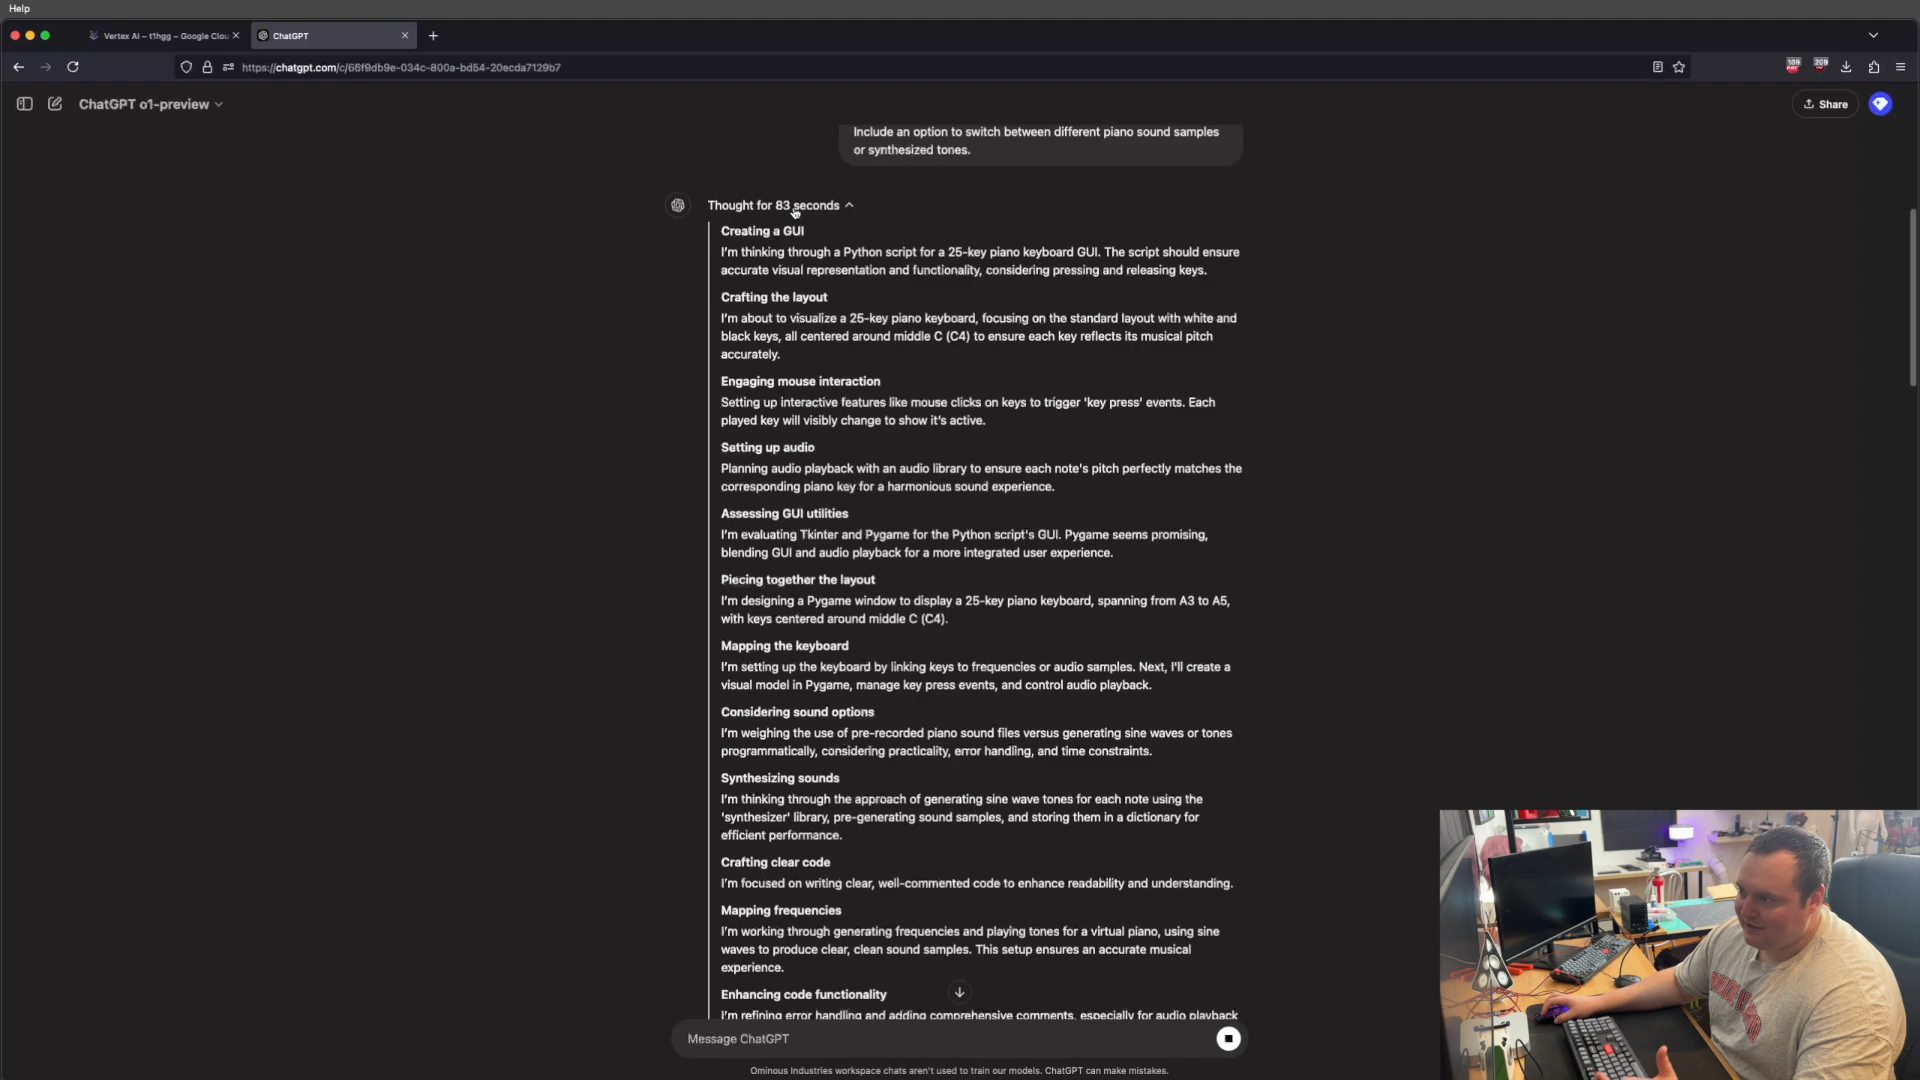 Help
Vertex AI – t1hgg – Google Clou
ChatGPT
https://chatgpt.com/c/66f9db9e-034c-800a-bd54-20ecda7129b7
109
209
ChatGPT o1-preview
Share
Include an option to switch between different piano sound samples
or synthesized tones.
Thought for 83 seconds
Creating a GUI
I'm thinking through a Python script for a 25-key piano keyboard GUI. The script should ensure
accurate visual representation and functionality, considering pressing and releasing keys.
Crafting the layout
I'm about to visualize a 25-key piano keyboard, focusing on the standard layout with white and
black keys, all centered around middle C (C4) to ensure each key reflects its musical pitch
accurately.
Engaging mouse interaction
Setting up interactive features like mouse clicks on keys to trigger 'key press' events. Each
played key will visibly change to show it's active.
Setting up audio
Planning audio playback with an audio library to ensure each note's pitch perfectly matches the
corresponding piano key for a harmonious sound experience.
Assessing GUI utilities
I'm evaluating Tkinter and Pygame for the Python script's GUI. Pygame seems promising,
blending GUI and audio playback for a more integrated user experience.
Piecing together the layout
I'm designing a Pygame window to display a 25-key piano keyboard, spanning from A3 to A5,
with keys centered around middle C (C4).
Mapping the keyboard
I'm setting up the keyboard by linking keys to frequencies or audio samples. Next, I'll create a
visual model in Pygame, manage key press events, and control audio playback.
Considering sound options
I'm weighing the use of pre-recorded piano sound files versus generating sine waves or tones
programmatically, considering practicality, error handling, and time constraints.
Synthesizing sounds
I'm thinking through the approach of generating sine wave tones for each note using the
'synthesizer' library, pre-generating sound samples, and storing them in a dictionary for
efficient performance.
Crafting clear code
I'm focused on writing clear, well-commented code to enhance readability and understanding.
Mapping frequencies
I'm working through generating frequencies and playing tones for a virtual piano, using sine
waves to produce clear, clean sound samples. This setup ensures an accurate musical
experience.
Enhancing code functionality
I'm refining error handling and adding comprehensive comments, especially for audio playback
Message ChatGPT
Ominous Industries workspace chats aren't used to train our models. ChatGPT can make mistakes.